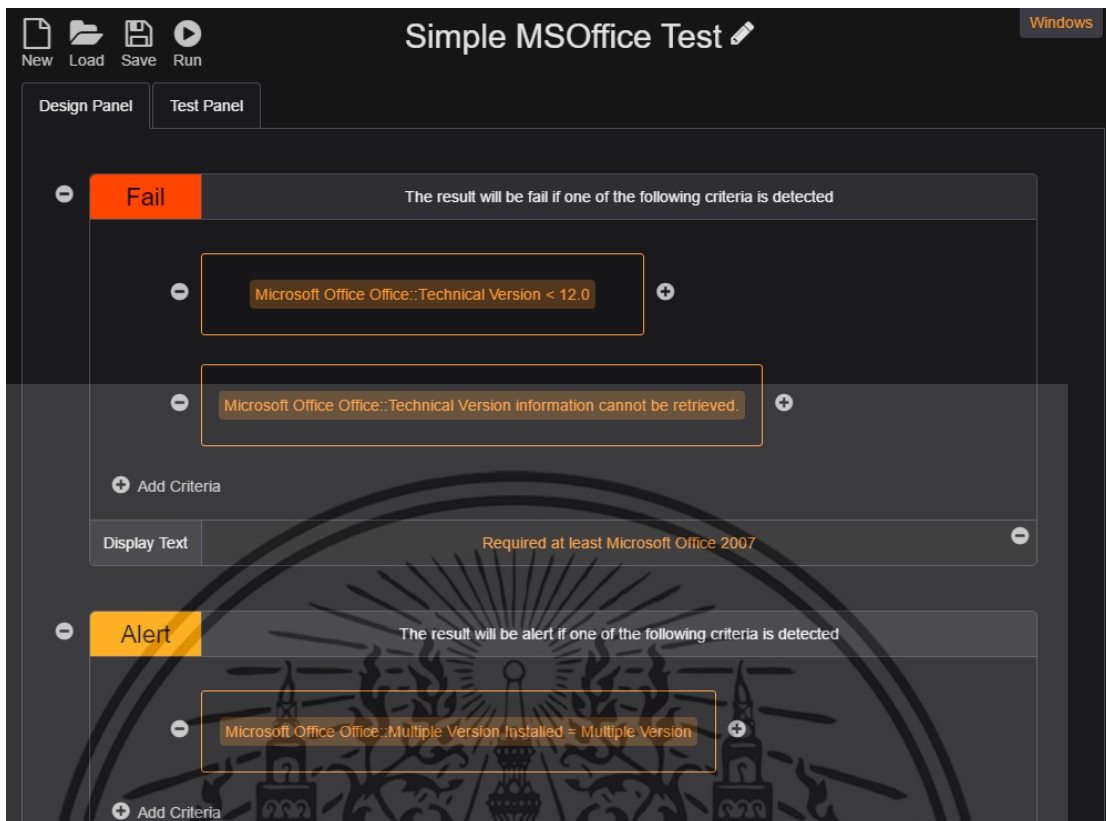 Simple MSOffice Test
Windows
New Load Save Run
Design Panel Test Panel
Fail The result will be fail if one of the following criteria is detected
Microsoft Office Office::Technical Version < 12.0
Microsoft Office Office::Technical Version information cannot be retrieved.
Add Criteria
Display Text Required at least Microsoft Office 2007
Alert The result will be alert if one of the following criteria is detected
Microsoft Office Office::Multiple Version Installed = Multiple Version
Add Criteria